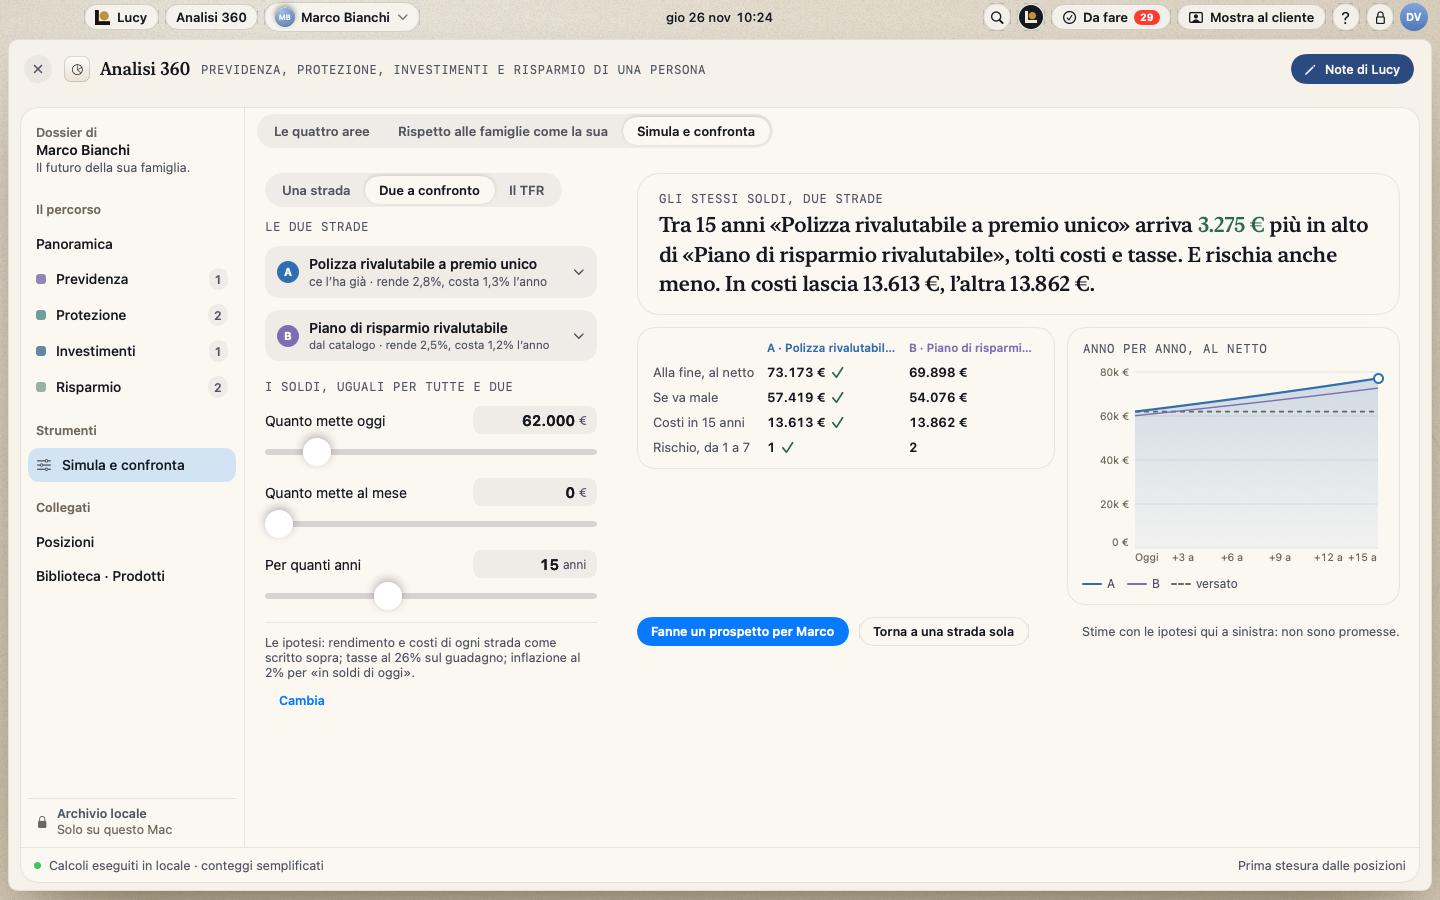 Lucy
Analisi 360
MB Marco Bianchi
gio 26 nov 10:24
Da fare 29
Mostra al cliente
?
DV
Analisi 360 PREVIDENZA, PROTEZIONE, INVESTIMENTI E RISPARMIO DI UNA PERSONA
Note di Lucy
Dossier di
Marco Bianchi
Il futuro della sua famiglia.
Il percorso
Panoramica
Previdenza 1
Protezione 2
Investimenti 1
Risparmio 2
Strumenti
Simula e confronta
Collegati
Posizioni
Biblioteca · Prodotti
Archivio locale
Solo su questo Mac
Le quattro aree
Rispetto alle famiglie come la sua
Simula e confronta
Una strada
Due a confronto
Il TFR
LE DUE STRADE
A Polizza rivalutabile a premio unico
ce l'ha già · rende 2,8%, costa 1,3% l'anno
B Piano di risparmio rivalutabile
dal catalogo · rende 2,5%, costa 1,2% l'anno
I SOLDI, UGUALI PER TUTTE E DUE
Quanto mette oggi 62.000 €
Quanto mette al mese 0 €
Per quanti anni 15 anni
Le ipotesi: rendimento e costi di ogni strada come
scritto sopra; tasse al 26% sul guadagno; inflazione al
2% per «in soldi di oggi».
Cambia
GLI STESSI SOLDI, DUE STRADE
Tra 15 anni «Polizza rivalutabile a premio unico» arriva 3.275 € più in alto
di «Piano di risparmio rivalutabile», tolti costi e tasse. E rischia anche
meno. In costi lascia 13.613 €, l'altra 13.862 €.
A · Polizza rivalutabil... B · Piano di risparmi...
Alla fine, al netto 73.173 € 69.898 €
Se va male 57.419 € 54.076 €
Costi in 15 anni 13.613 € 13.862 €
Rischio, da 1 a 7 1 2
ANNO PER ANNO, AL NETTO
80k €
60k €
40k €
20k €
0 €
Oggi +3 a +6 a +9 a +12 a +15 a
A B versato
Fanne un prospetto per Marco
Torna a una strada sola
Stime con le ipotesi qui a sinistra: non sono promesse.
Calcoli eseguiti in locale · conteggi semplificati
Prima stesura dalle posizioni